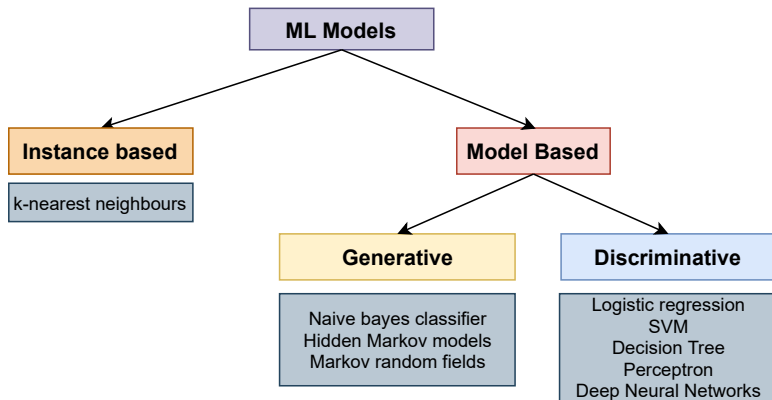 ML Models
Instance based
Model Based
k-nearest neighbours
Generative
Discriminative
Naive bayes classifier
Hidden Markov models
Markov random fields
Logistic regression
SVM
Decision Tree
Perceptron
Deep Neural Networks